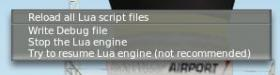 Reload all Lua script files
Write Debug file
Stop the Lua engine
Try to resume Lua engine (not recommended)
AIRPORT